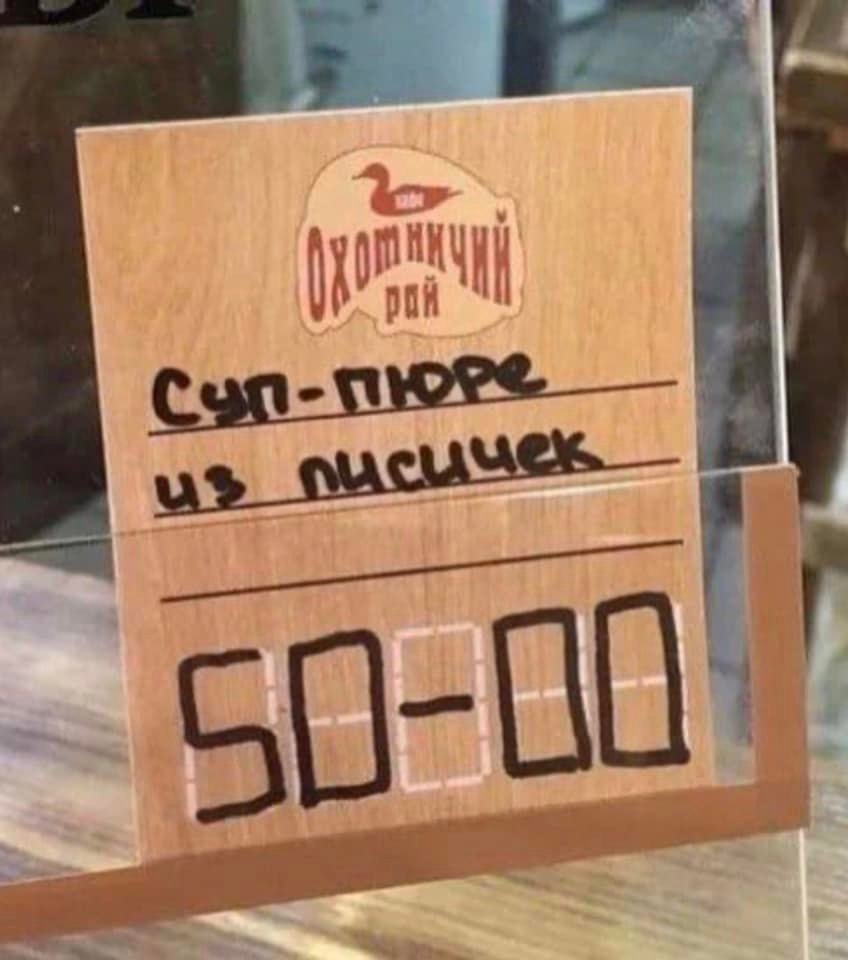 кафе
Охотничий
рай
Суп-пюре
из лисичек
50-00